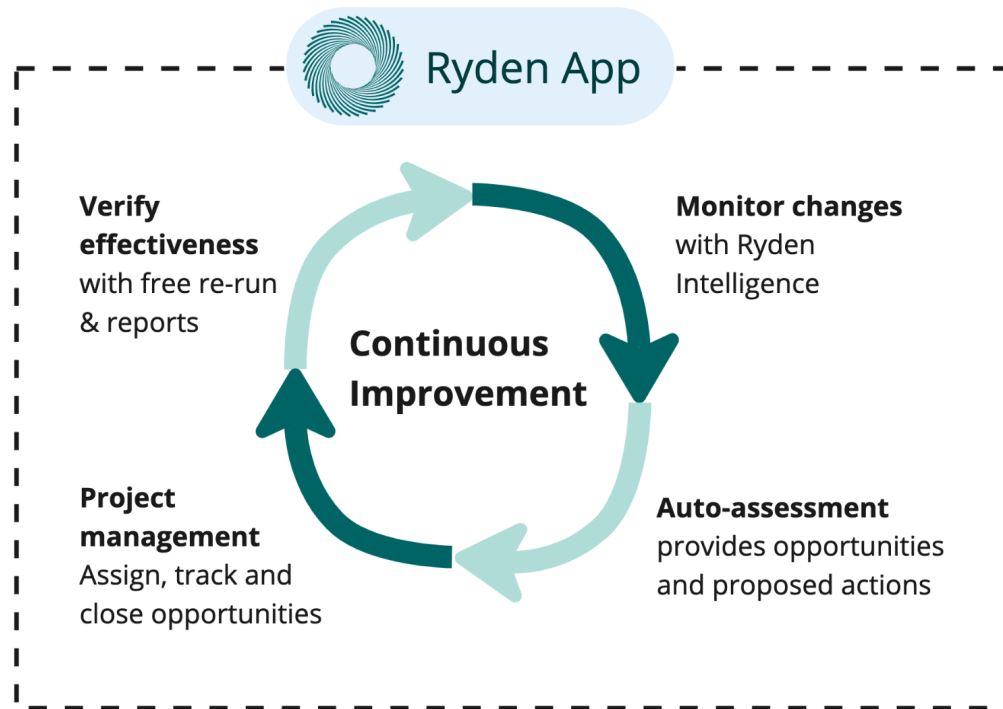 Ryden App
Verify
effectiveness
with free re-run
& reports
Monitor changes
with Ryden
Intelligence
Continuous
Improvement
Project
management
Assign, track and
close opportunities
Auto-assessment
provides opportunities
and proposed actions